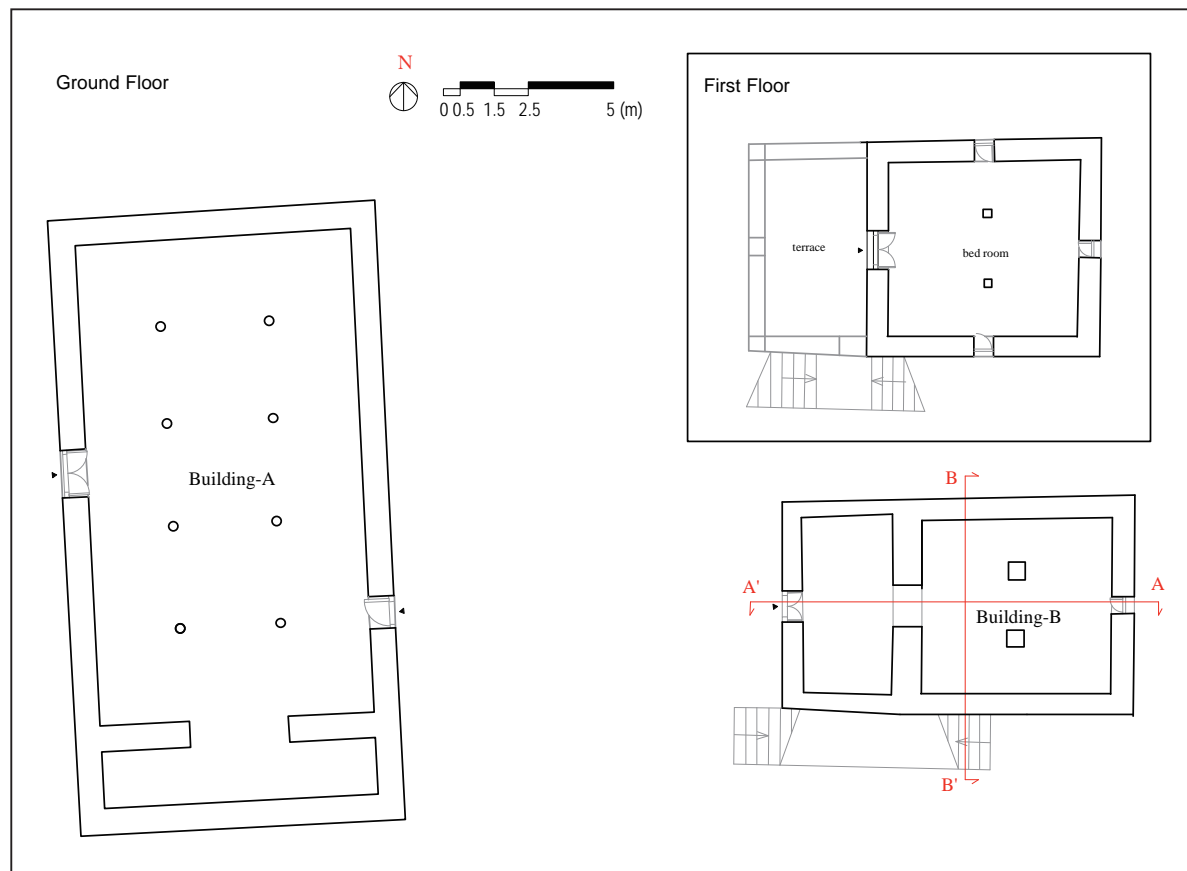 Ground Floor
N
0 0.5 1.5 2.5 5 (m)
First Floor
terrace
bed room
Building-A
B
A' A
Building-B
B'